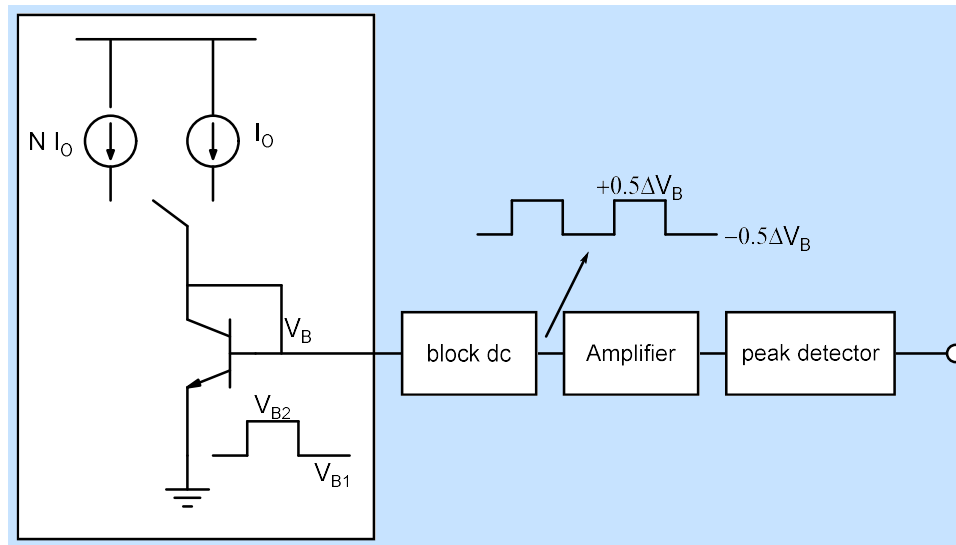 N I_O
I_O
+0.5ΔV_B
−0.5ΔV_B
V_B
block dc
Amplifier
peak detector
V_B2
V_B1